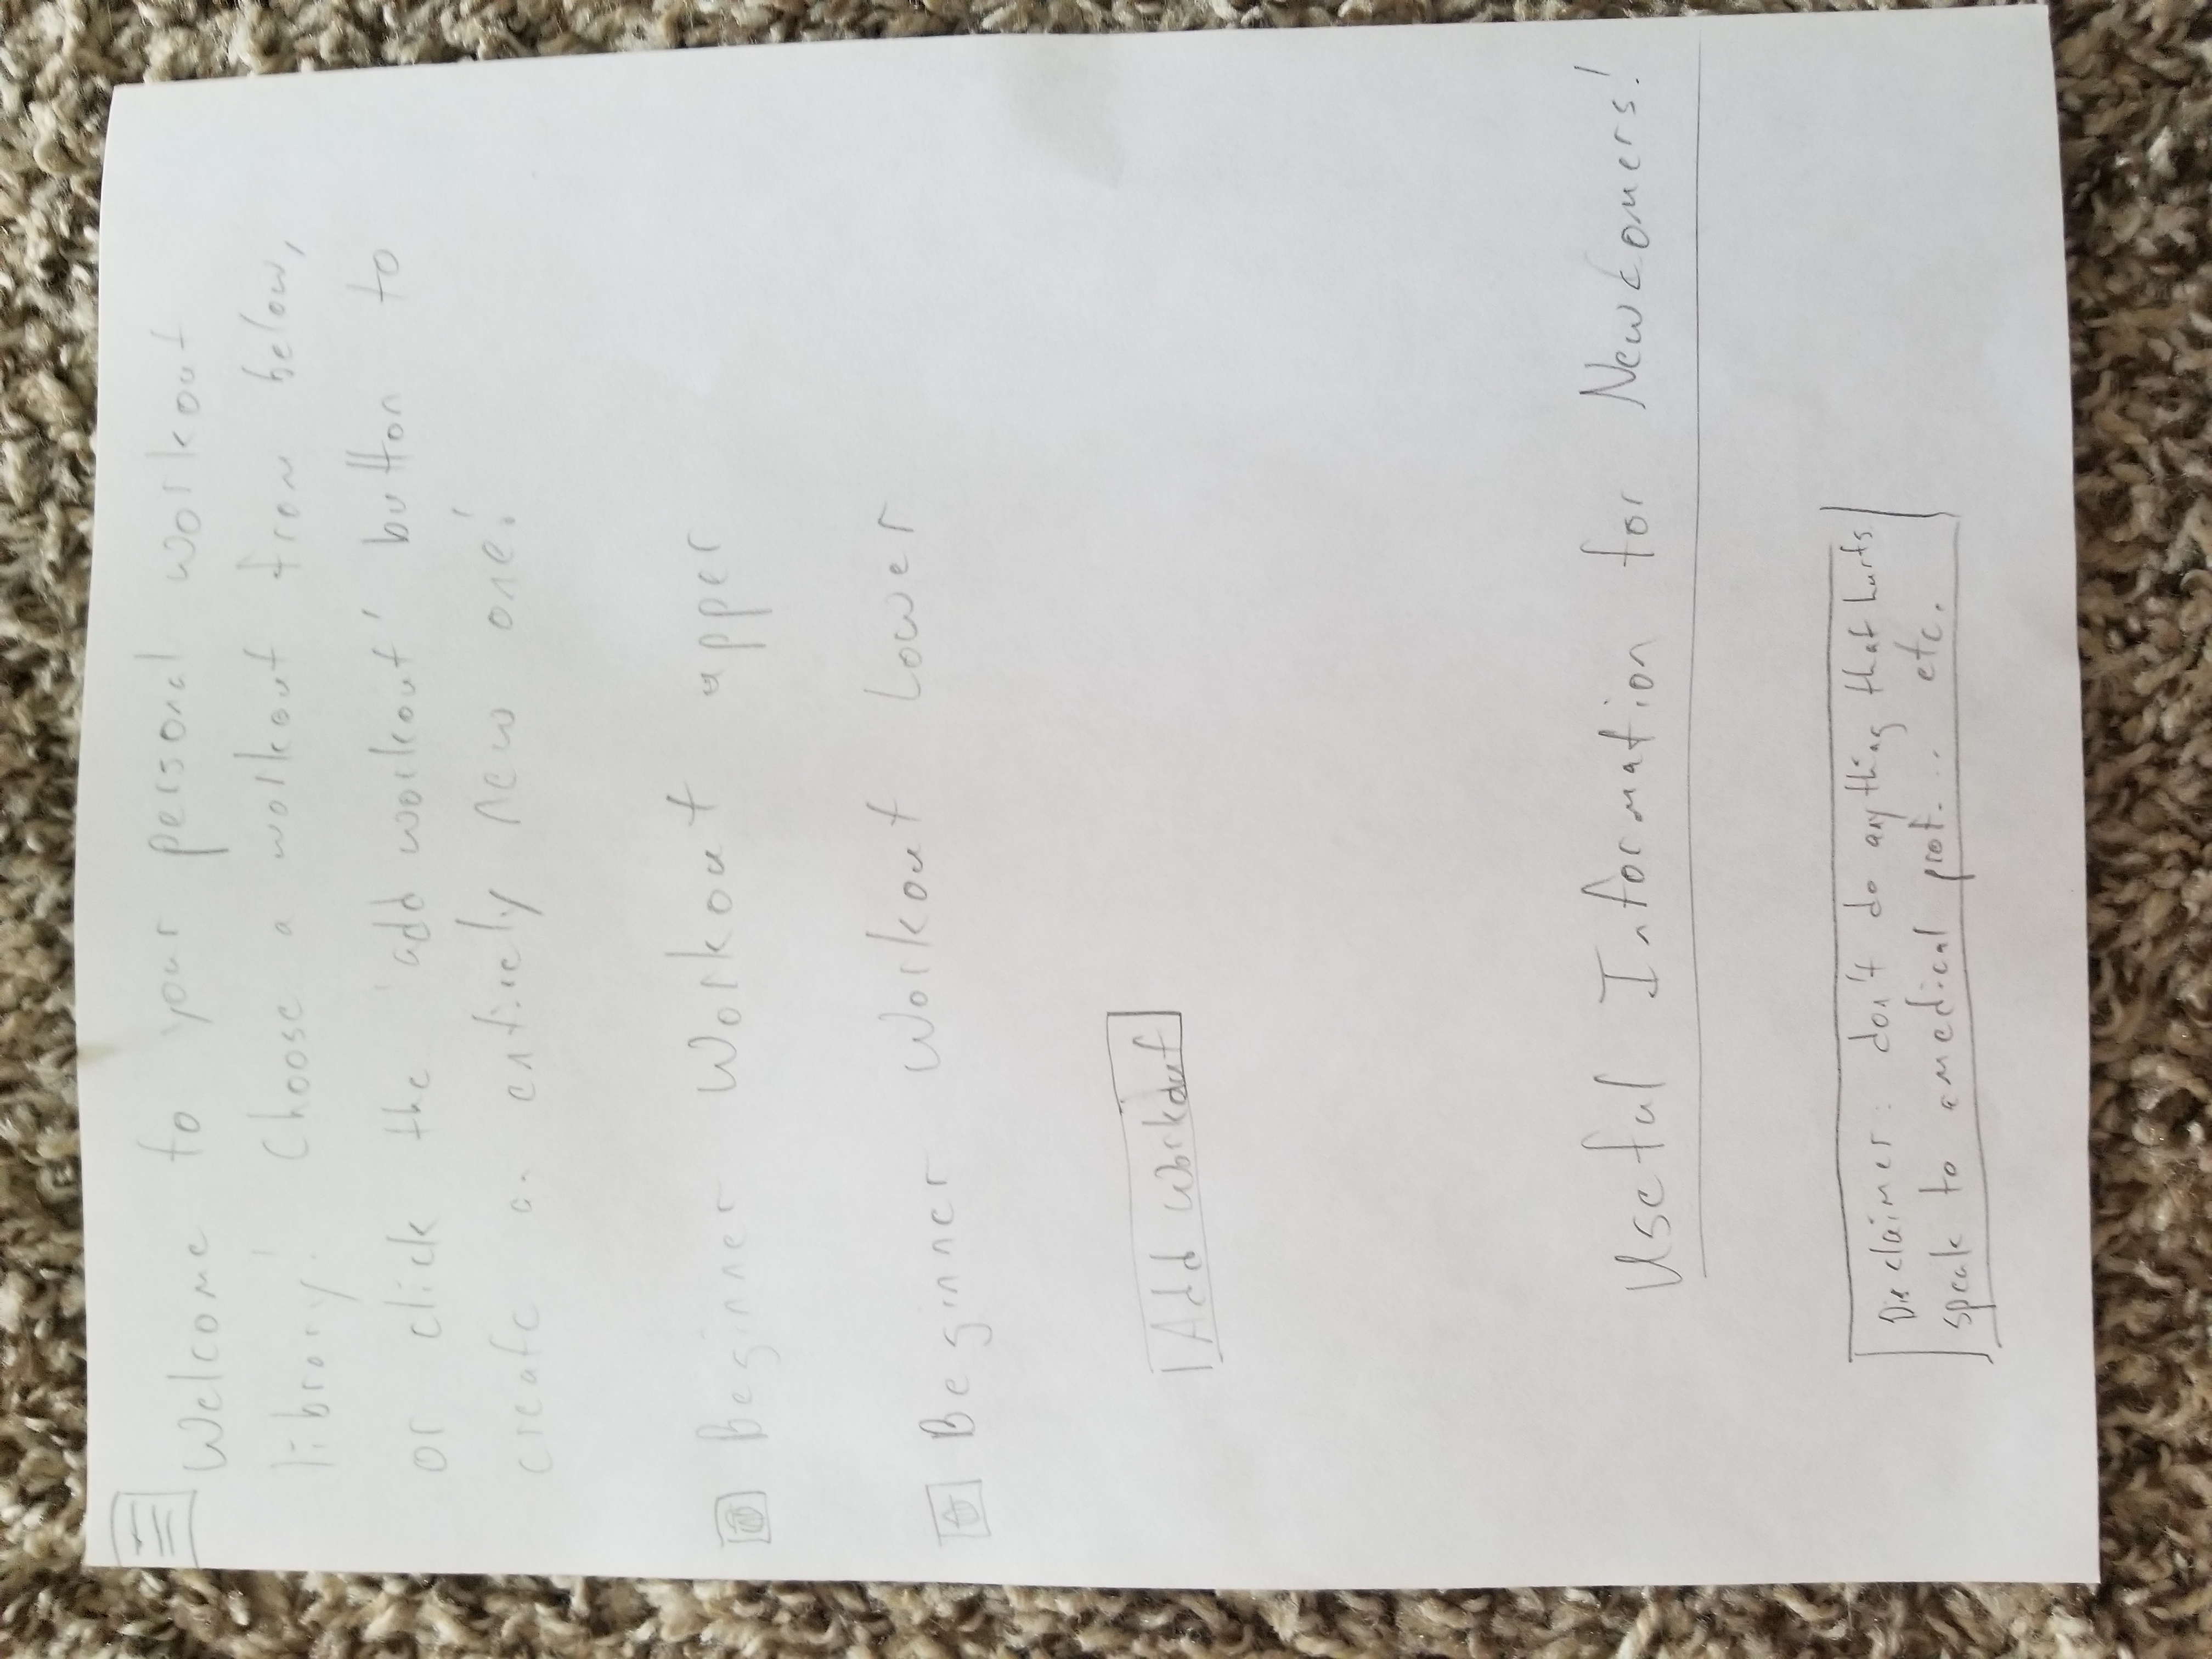 Welcome to your personal workout
library! Choose a workout from below,
or click the 'add workout' button to
create an entirely new one!
Beginner Workout upper
Beginner Workout Lower
Add Workout
Useful Information for Newcomers!
Disclaimer: don't do anything that hurts
speak to a medical prof... etc.